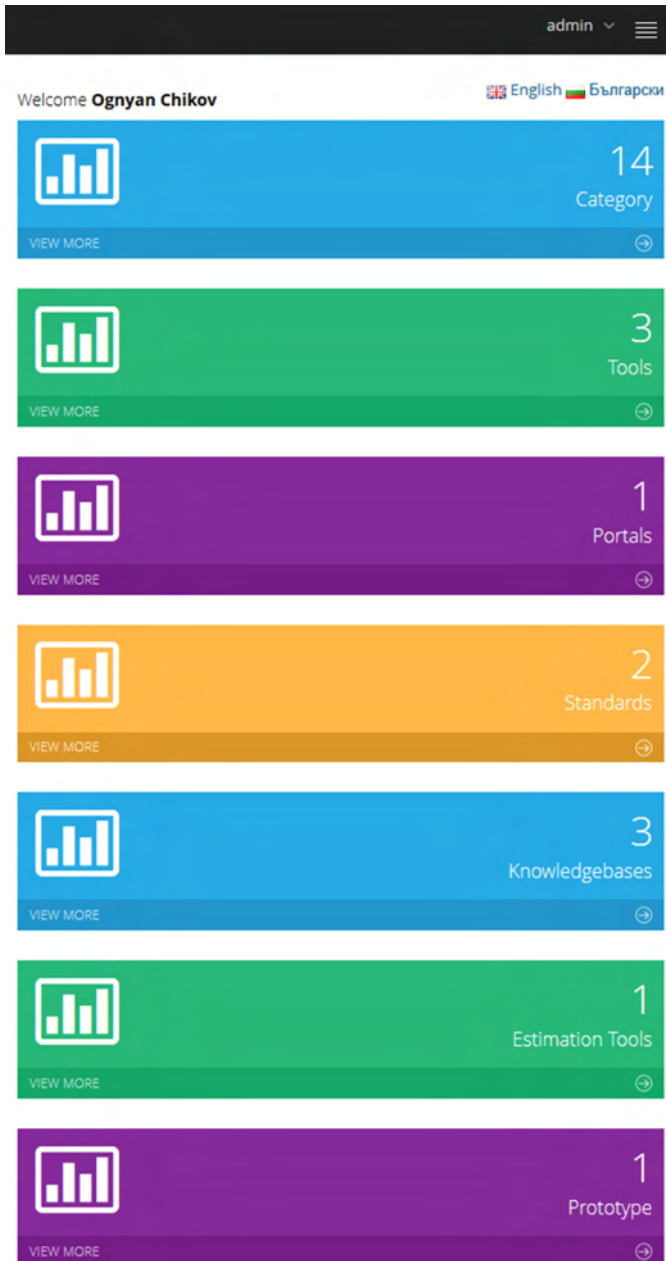 admin
Welcome Ognyan Chikov
English Български
14
Category
VIEW MORE
3
Tools
VIEW MORE
1
Portals
VIEW MORE
2
Standards
VIEW MORE
3
Knowledgebases
VIEW MORE
1
Estimation Tools
VIEW MORE
1
Prototype
VIEW MORE